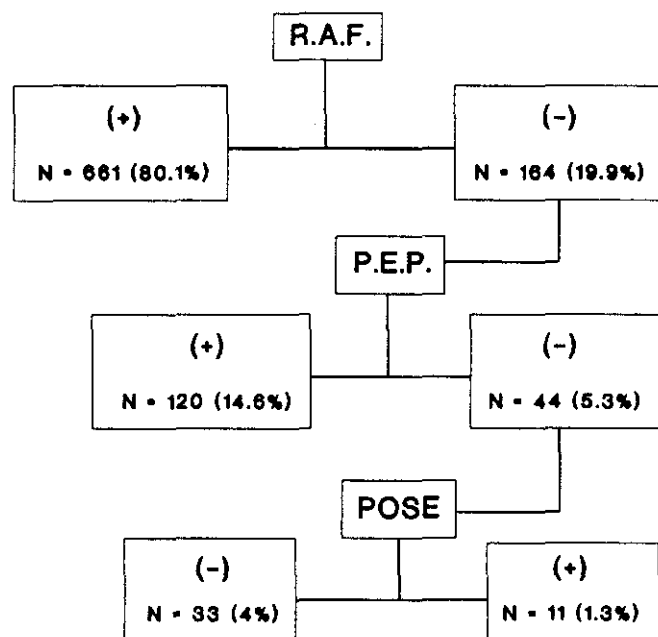 R.A.F.
(+)
N = 661 (80.1%)
(-)
N = 164 (19.9%)
P.E.P.
(+)
N = 120 (14.6%)
(-)
N = 44 (5.3%)
POSE
(-)
N = 33 (4%)
(+)
N = 11 (1.3%)